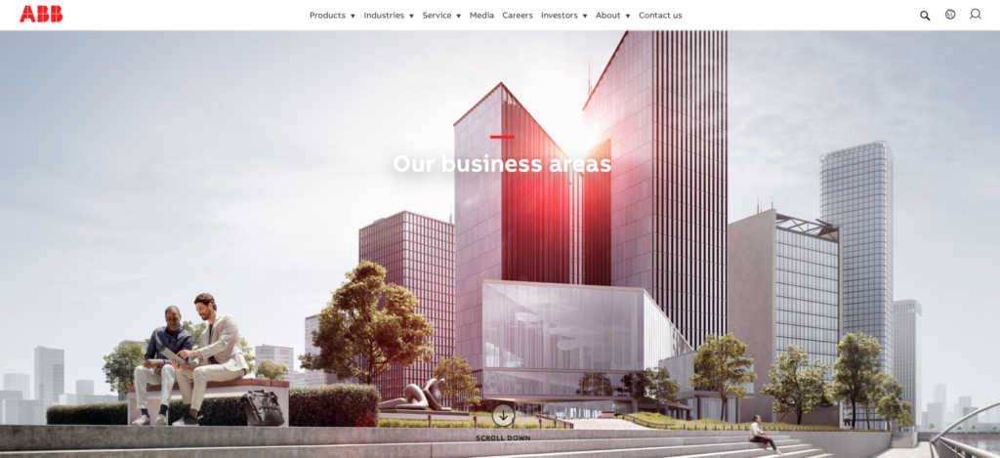 ABB
Products ▼ Industries ▼ Service ▼ Media Careers Investors ▼ About ▼ Contact us
Our business areas
SCROLL DOWN